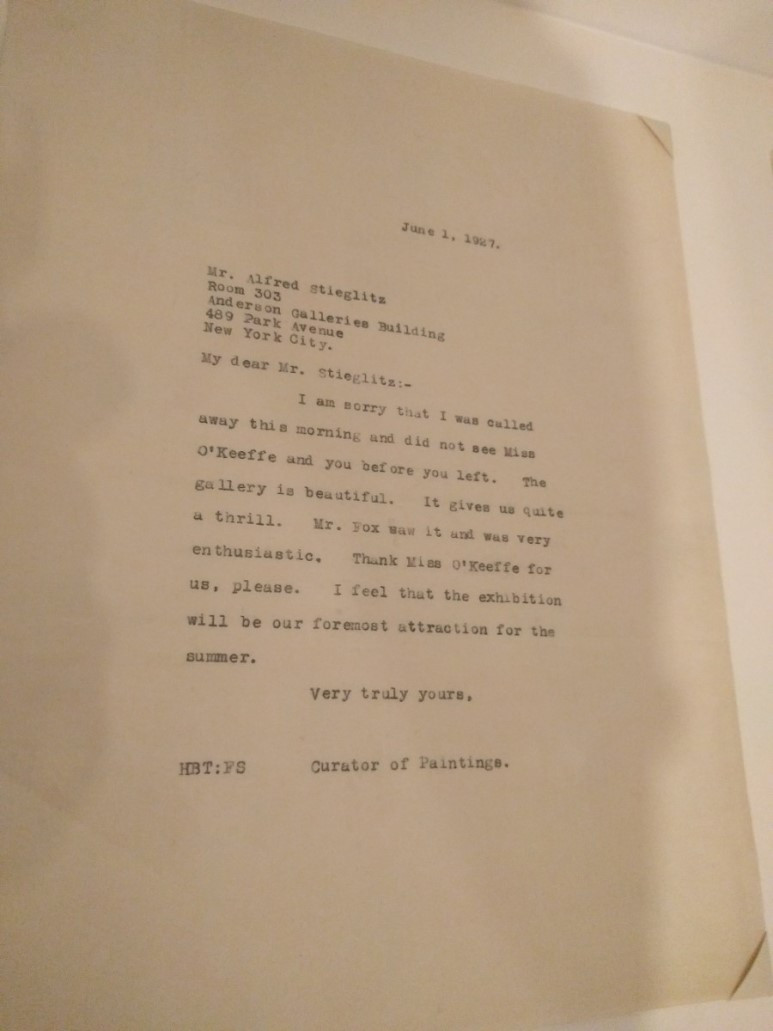 June 1, 1927.
Mr. Alfred Stieglitz
Room 303
Anderson Galleries Building
489 Park Avenue
New York City.
My dear Mr. Stieglitz:-
I am sorry that I was called
away this morning and did not see Miss
O'Keeffe and you before you left. The
gallery is beautiful. It gives us quite
a thrill. Mr. Fox saw it and was very
enthusiastic. Thank Miss O'Keeffe for
us, please. I feel that the exhibition
will be our foremost attraction for the
summer.
Very truly yours,
HBT:FS Curator of Paintings.